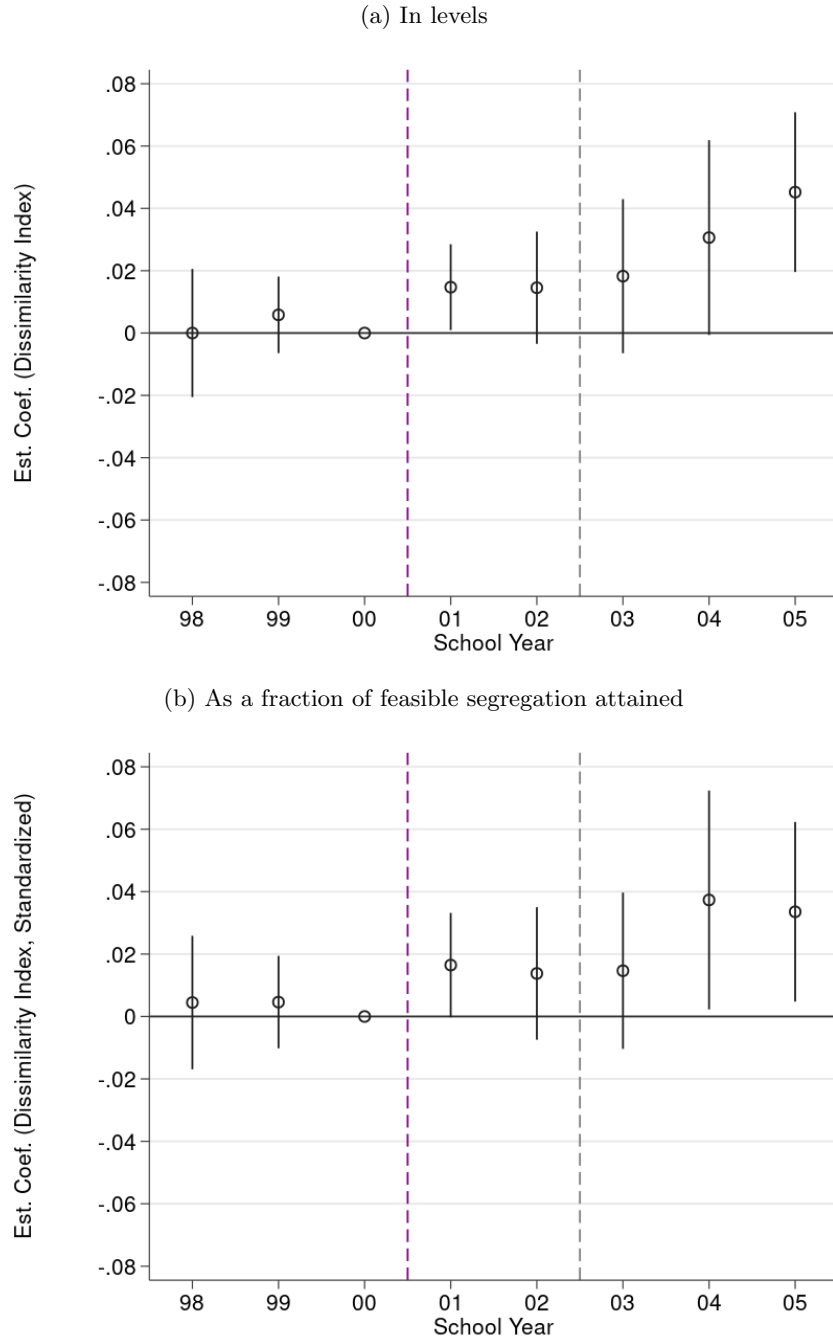 (a) In levels
Est. Coef. (Dissimilarity Index)
.08
.06
.04
.02
0
-.02
-.04
-.06
-.08
98 99 00 01 02 03 04 05
School Year
(b) As a fraction of feasible segregation attained
Est. Coef. (Dissimilarity Index, Standardized)
.08
.06
.04
.02
0
-.02
-.04
-.06
-.08
98 99 00 01 02 03 04 05
School Year